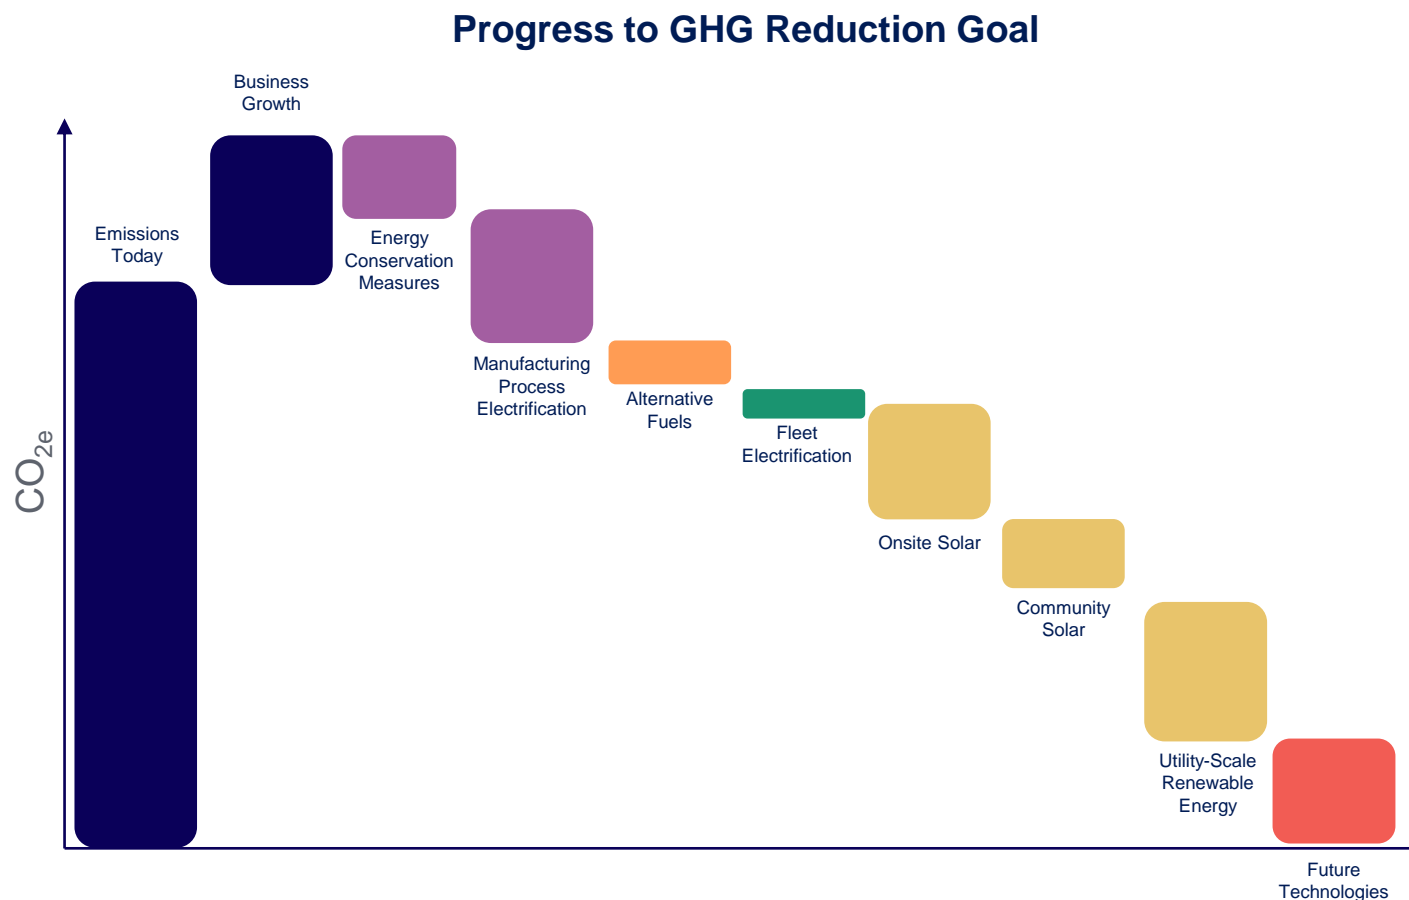 Progress to GHG Reduction Goal
Business
Growth
Emissions
Today
Energy
Conservation
Measures
Manufacturing
Process
Electrification
Alternative
Fuels
Fleet
Electrification
Onsite Solar
Community
Solar
Utility-Scale
Renewable
Energy
Future
Technologies
CO2e